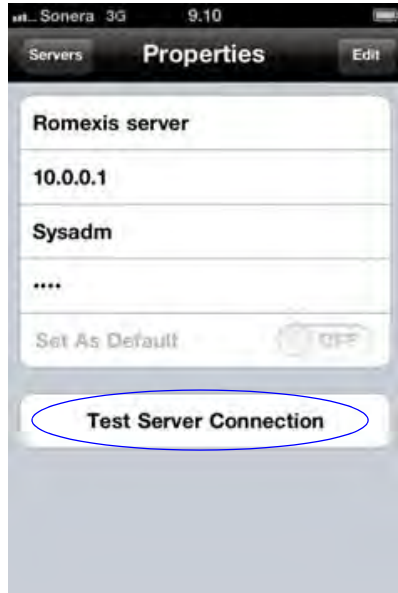 Sonera 3G 9.10
Servers Properties Edit
Romexis server
10.0.0.1
Sysadm
••••
Set As Default OFF
Test Server Connection